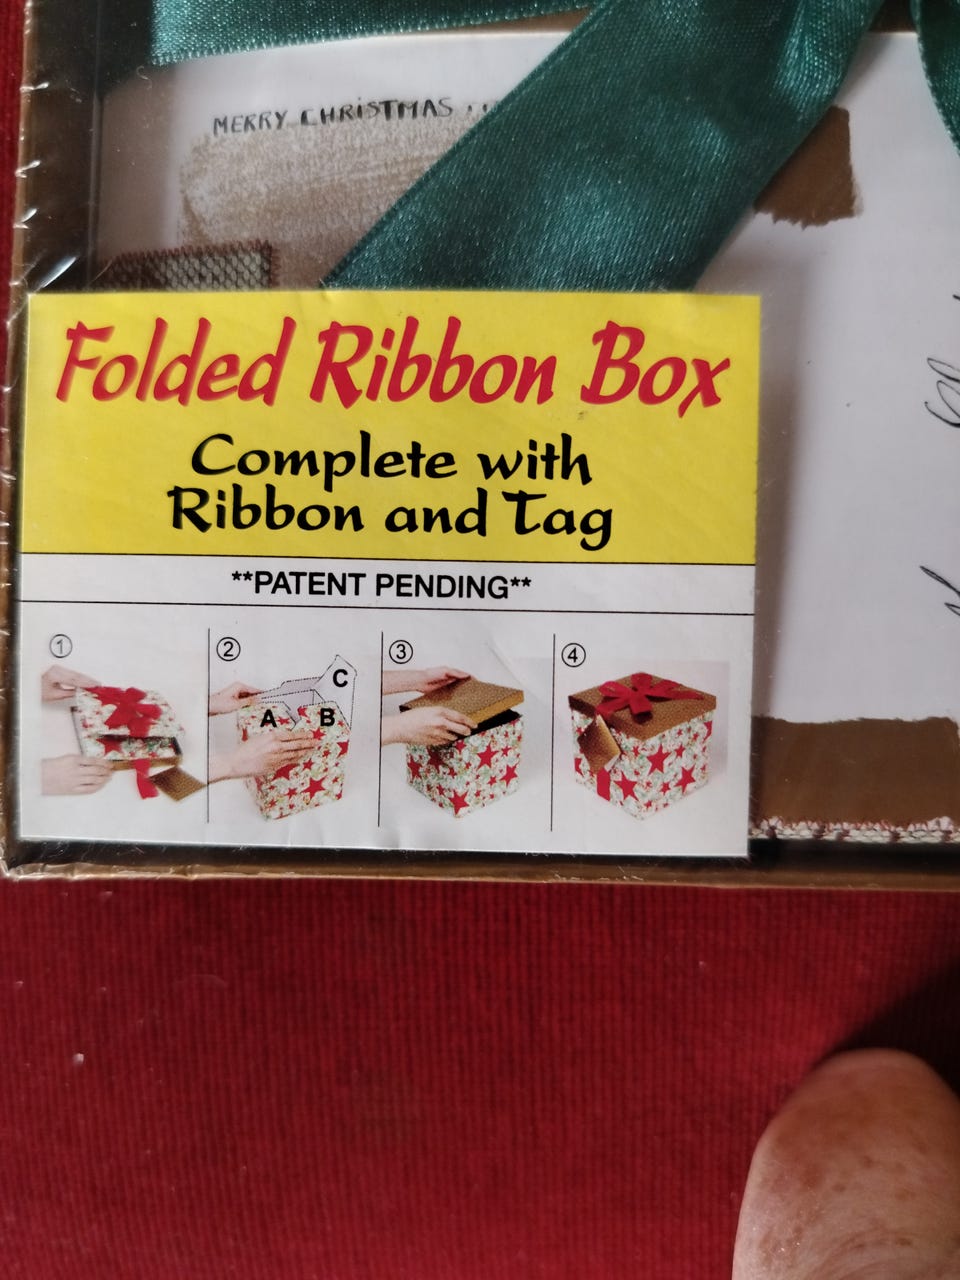 MERRY CHRISTMAS
Folded Ribbon Box
Complete with
Ribbon and Tag
**PATENT PENDING**
1
2
3
4
A
B
C